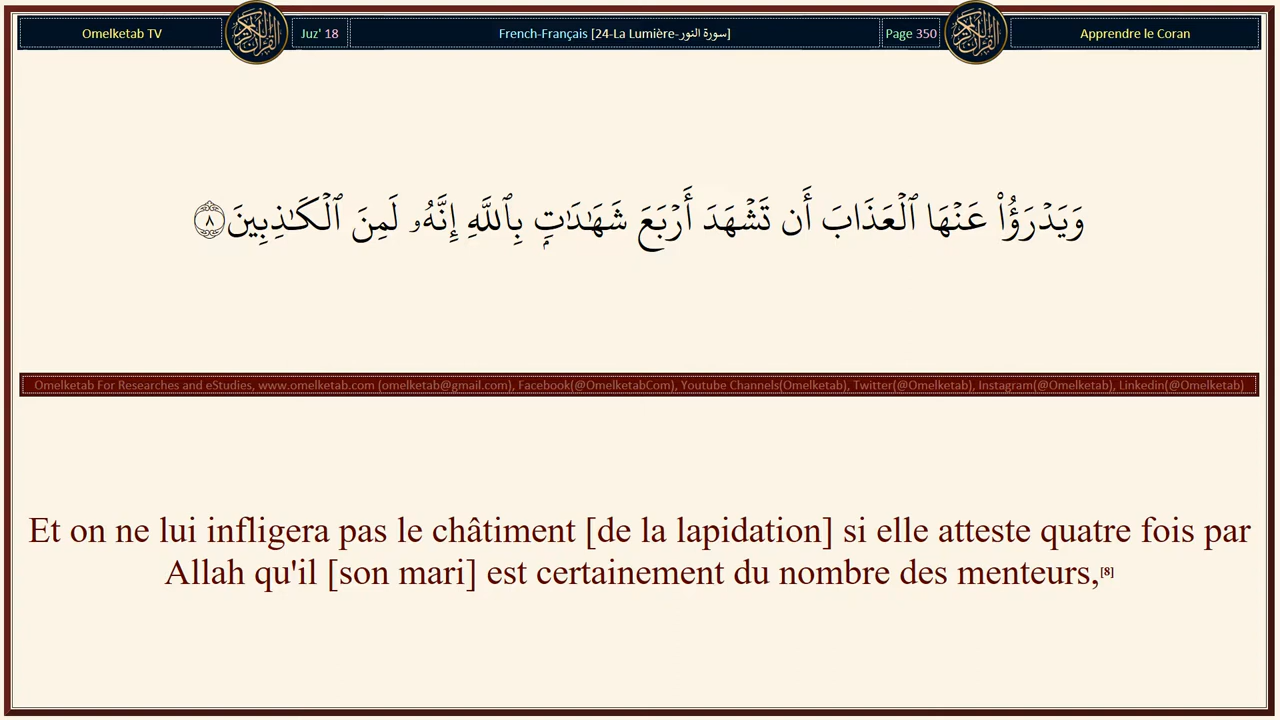 Omelketab TV
Juz' 18
French-Français [24-La Lumière-سورة النور]
Page 350
Apprendre le Coran
وَيَدْرَؤُا۟ عَنْهَا ٱلْعَذَابَ أَن تَشْهَدَ أَرْبَعَ شَهَـٰدَٰتٍۭ بِٱللَّهِ إِنَّهُۥ لَمِنَ ٱلْكَـٰذِبِينَ ٨
Omelketab For Researches and eStudies, www.omelketab.com (omelketab@gmail.com), Facebook(@OmelketabCom), Youtube Channels(Omelketab), Twitter(@Omelketab), Instagram(@Omelketab), Linkedin(@Omelketab)
Et on ne lui infligera pas le châtiment [de la lapidation] si elle atteste quatre fois par
Allah qu'il [son mari] est certainement du nombre des menteurs,[8]